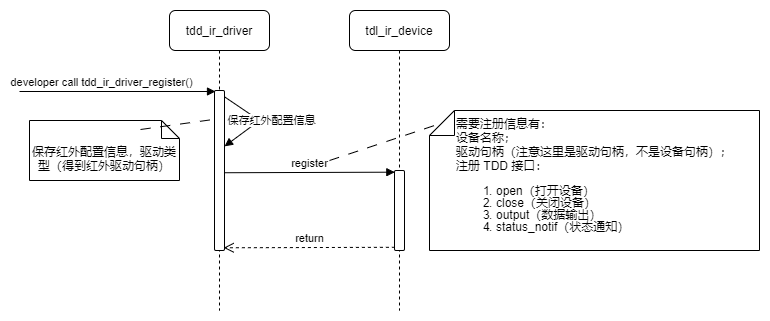 tdd_ir_driver
tdl_ir_device
developer call tdd_ir_driver_register()
保存红外配置信息
保存红外配置信息，驱动类
型（得到红外驱动句柄）
register
需要注册信息有：
设备名称；
驱动句柄（注意这里是驱动句柄，不是设备句柄）；
注册 TDD 接口：
1. open（打开设备）
2. close（关闭设备）
3. output（数据输出）
4. status_notif（状态通知）
return